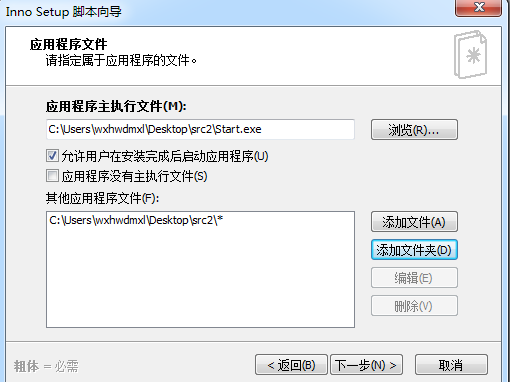 Inno Setup 脚本向导
应用程序文件
请指定属于应用程序的文件。
应用程序主执行文件(M):
C:\Users\wxhwdmxl\Desktop\src2\Start.exe
浏览(R)...
允许用户在安装完成后启动应用程序(U)
应用程序没有主执行文件(S)
其他应用程序文件(F):
C:\Users\wxhwdmxl\Desktop\src2\*
添加文件(A)
添加文件夹(D)
编辑(E)
删除(V)
粗体 = 必需
< 返回(B) 下一步(N) > 取消